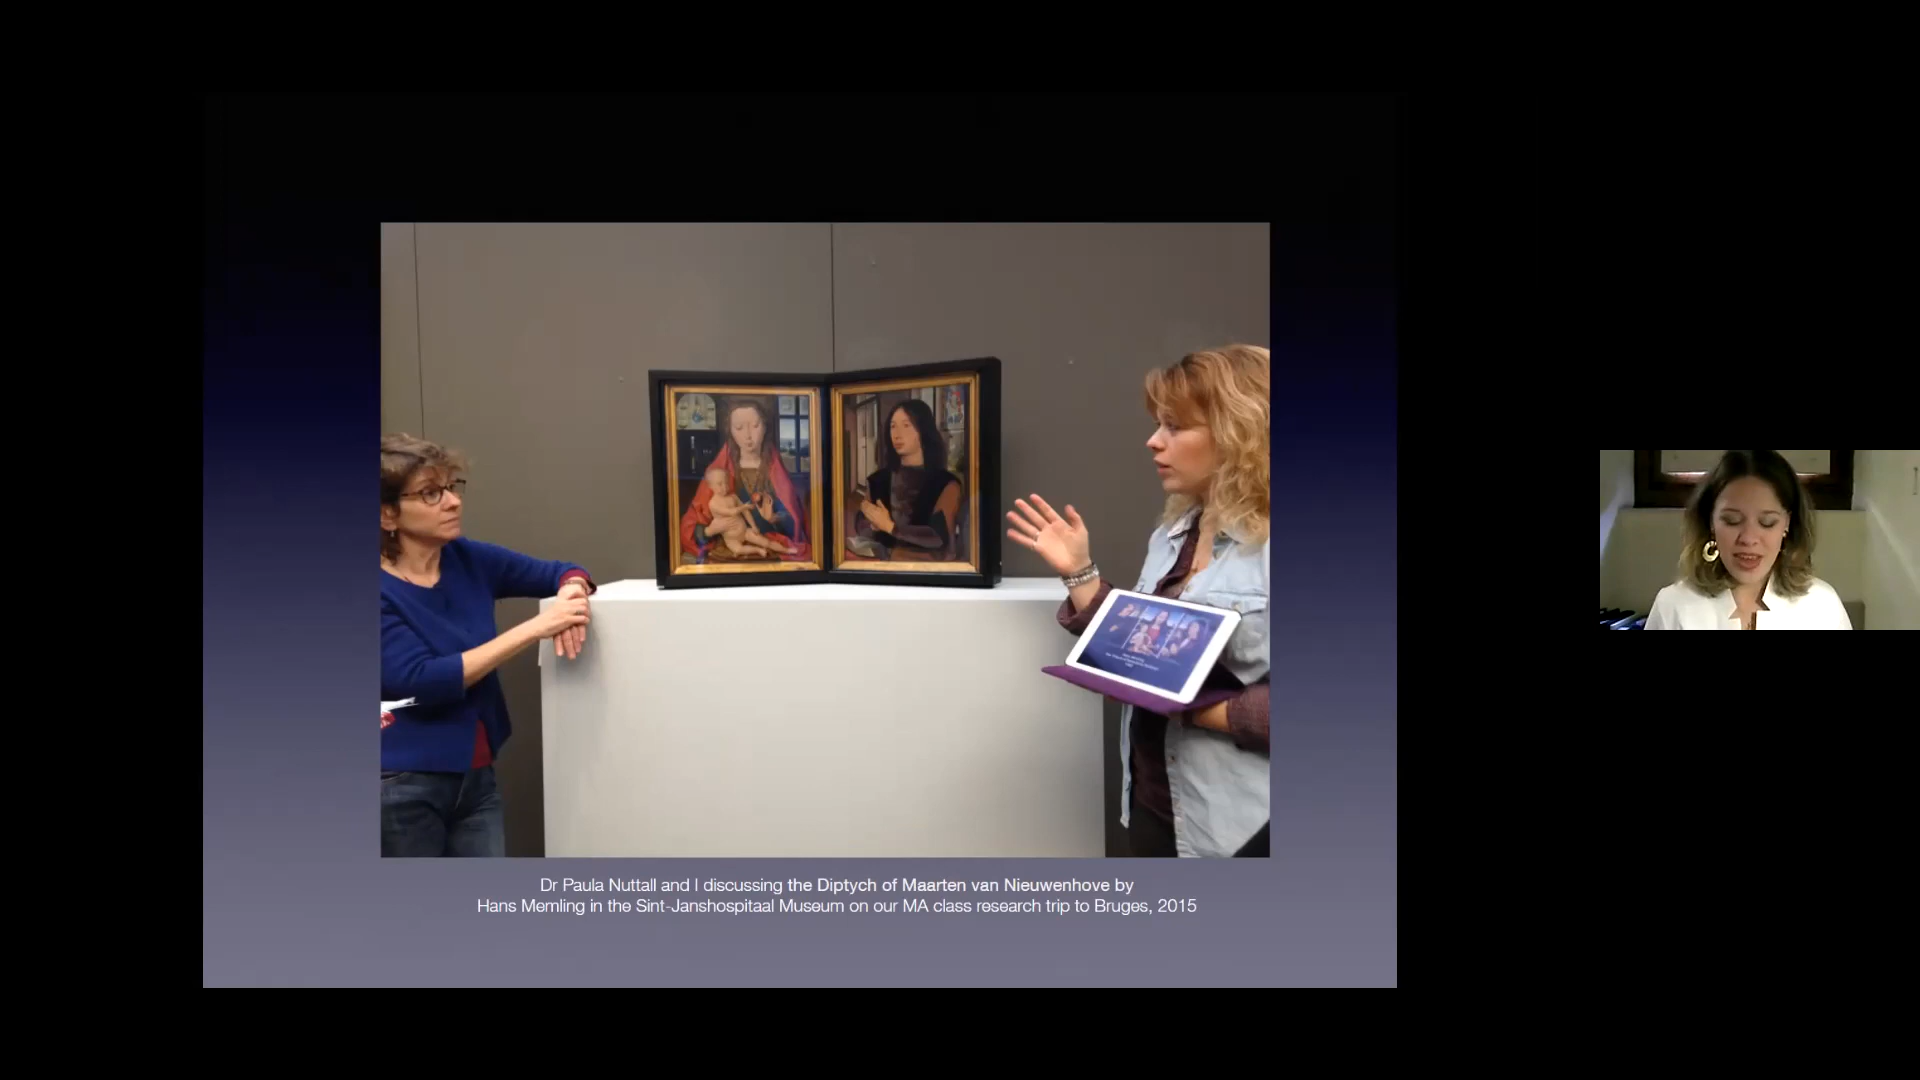 Dr Paula Nuttall and I discussing the Diptych of Maarten van Nieuwenhove by
Hans Memling in the Sint-Janshospitaal Museum on our MA class research trip to Bruges, 2015